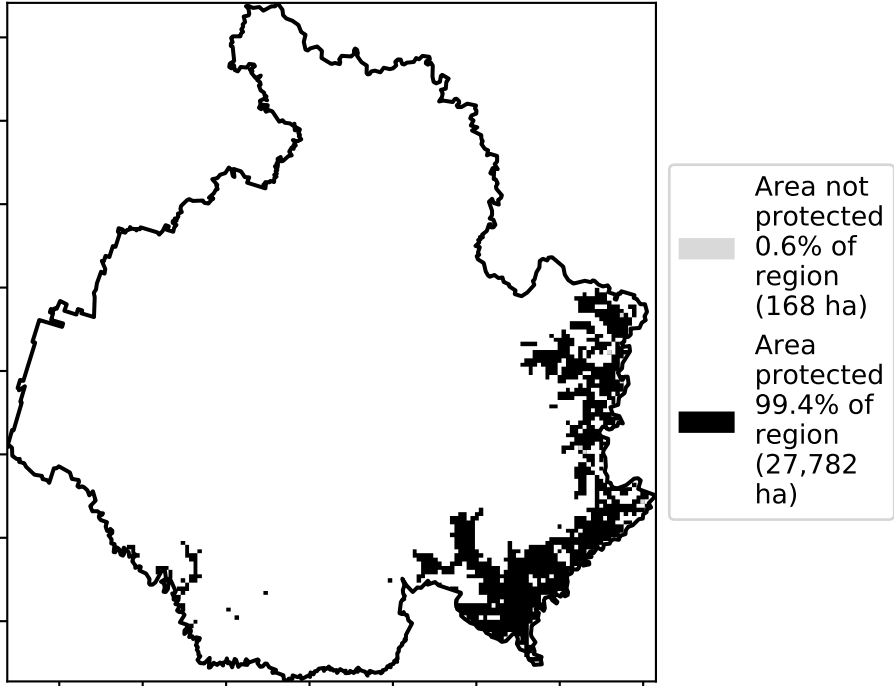 Area not
protected
0.6% of
region
(168 ha)
Area
protected
99.4% of
region
(27,782
ha)